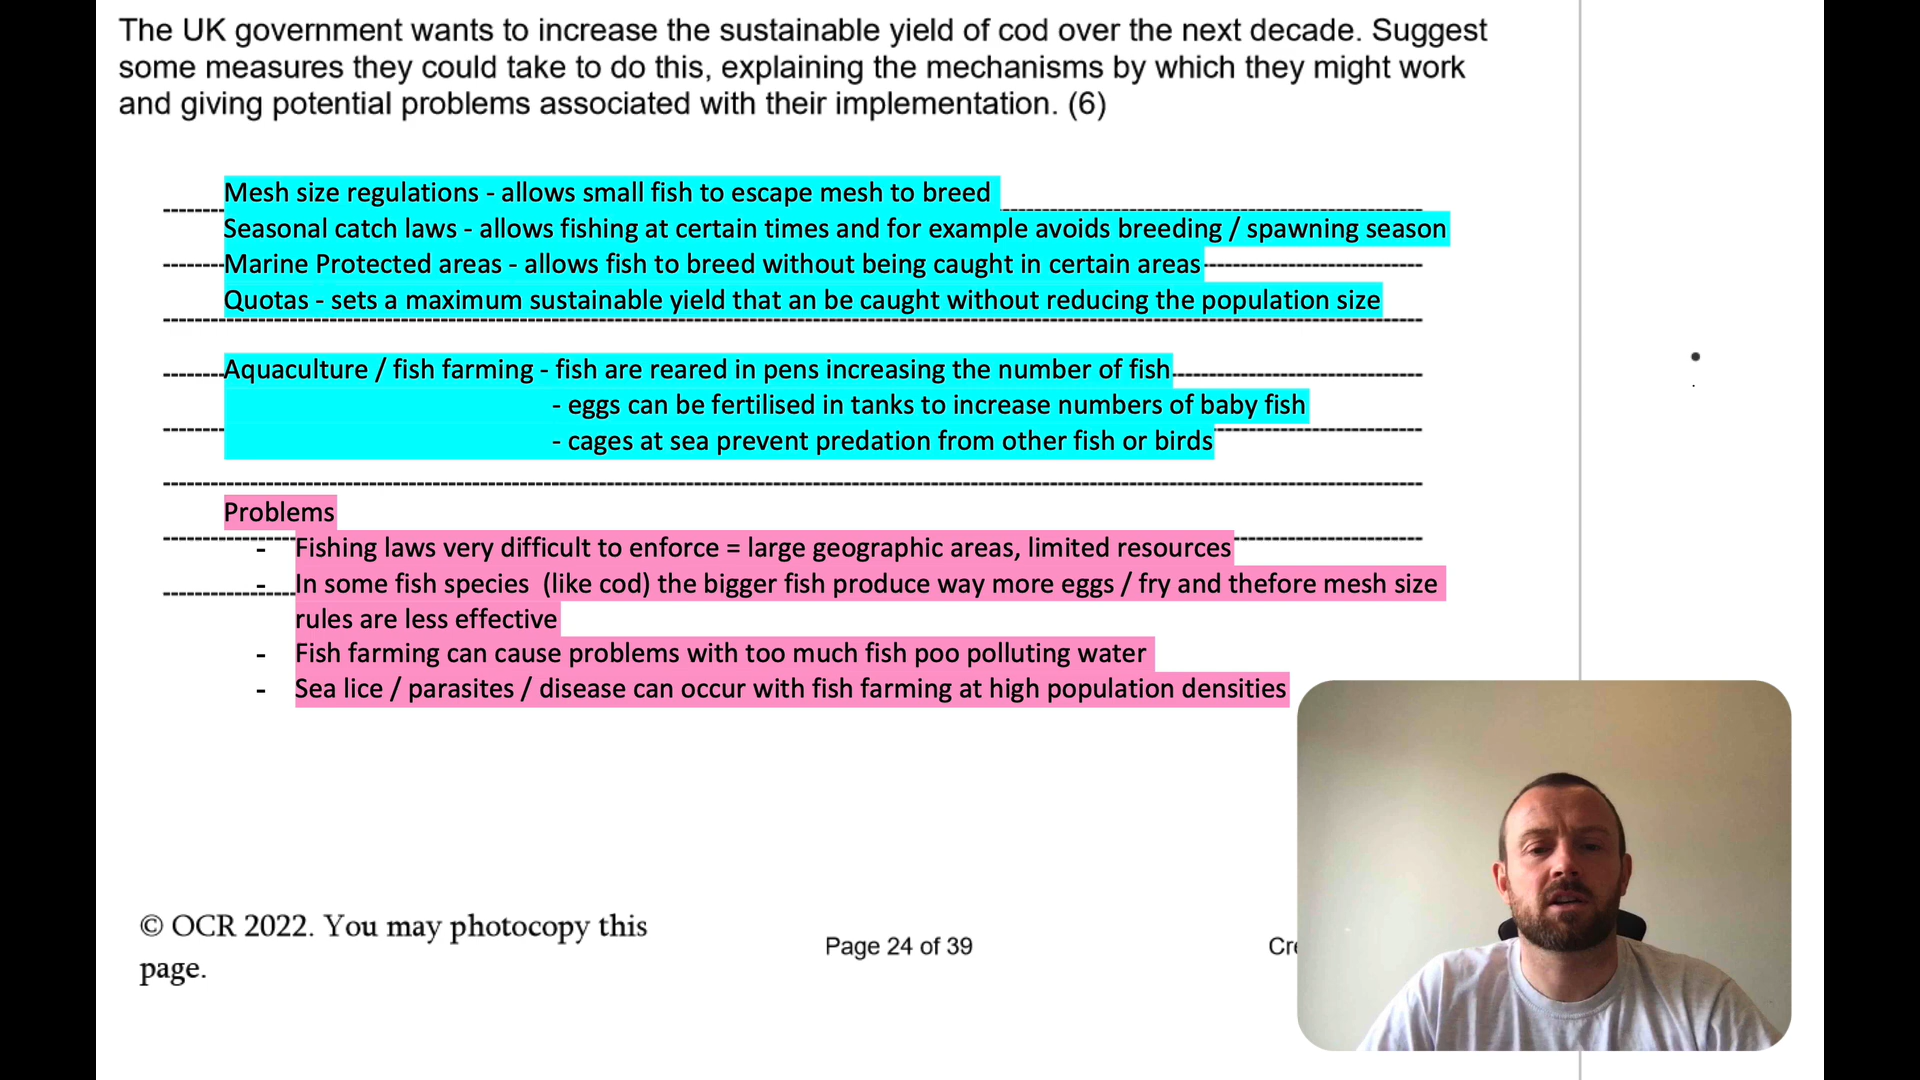 The UK government wants to increase the sustainable yield of cod over the next decade. Suggest
some measures they could take to do this, explaining the mechanisms by which they might work
and giving potential problems associated with their implementation. (6)
Mesh size regulations - allows small fish to escape mesh to breed
Seasonal catch laws - allows fishing at certain times and for example avoids breeding / spawning season
Marine Protected areas - allows fish to breed without being caught in certain areas
Quotas - sets a maximum sustainable yield that an be caught without reducing the population size
Aquaculture / fish farming - fish are reared in pens increasing the number of fish
- eggs can be fertilised in tanks to increase numbers of baby fish
- cages at sea prevent predation from other fish or birds
Problems
- Fishing laws very difficult to enforce = large geographic areas, limited resources
- In some fish species (like cod) the bigger fish produce way more eggs / fry and thefore mesh size
rules are less effective
- Fish farming can cause problems with too much fish poo polluting water
- Sea lice / parasites / disease can occur with fish farming at high population densities
© OCR 2022. You may photocopy this
page.
Page 24 of 39